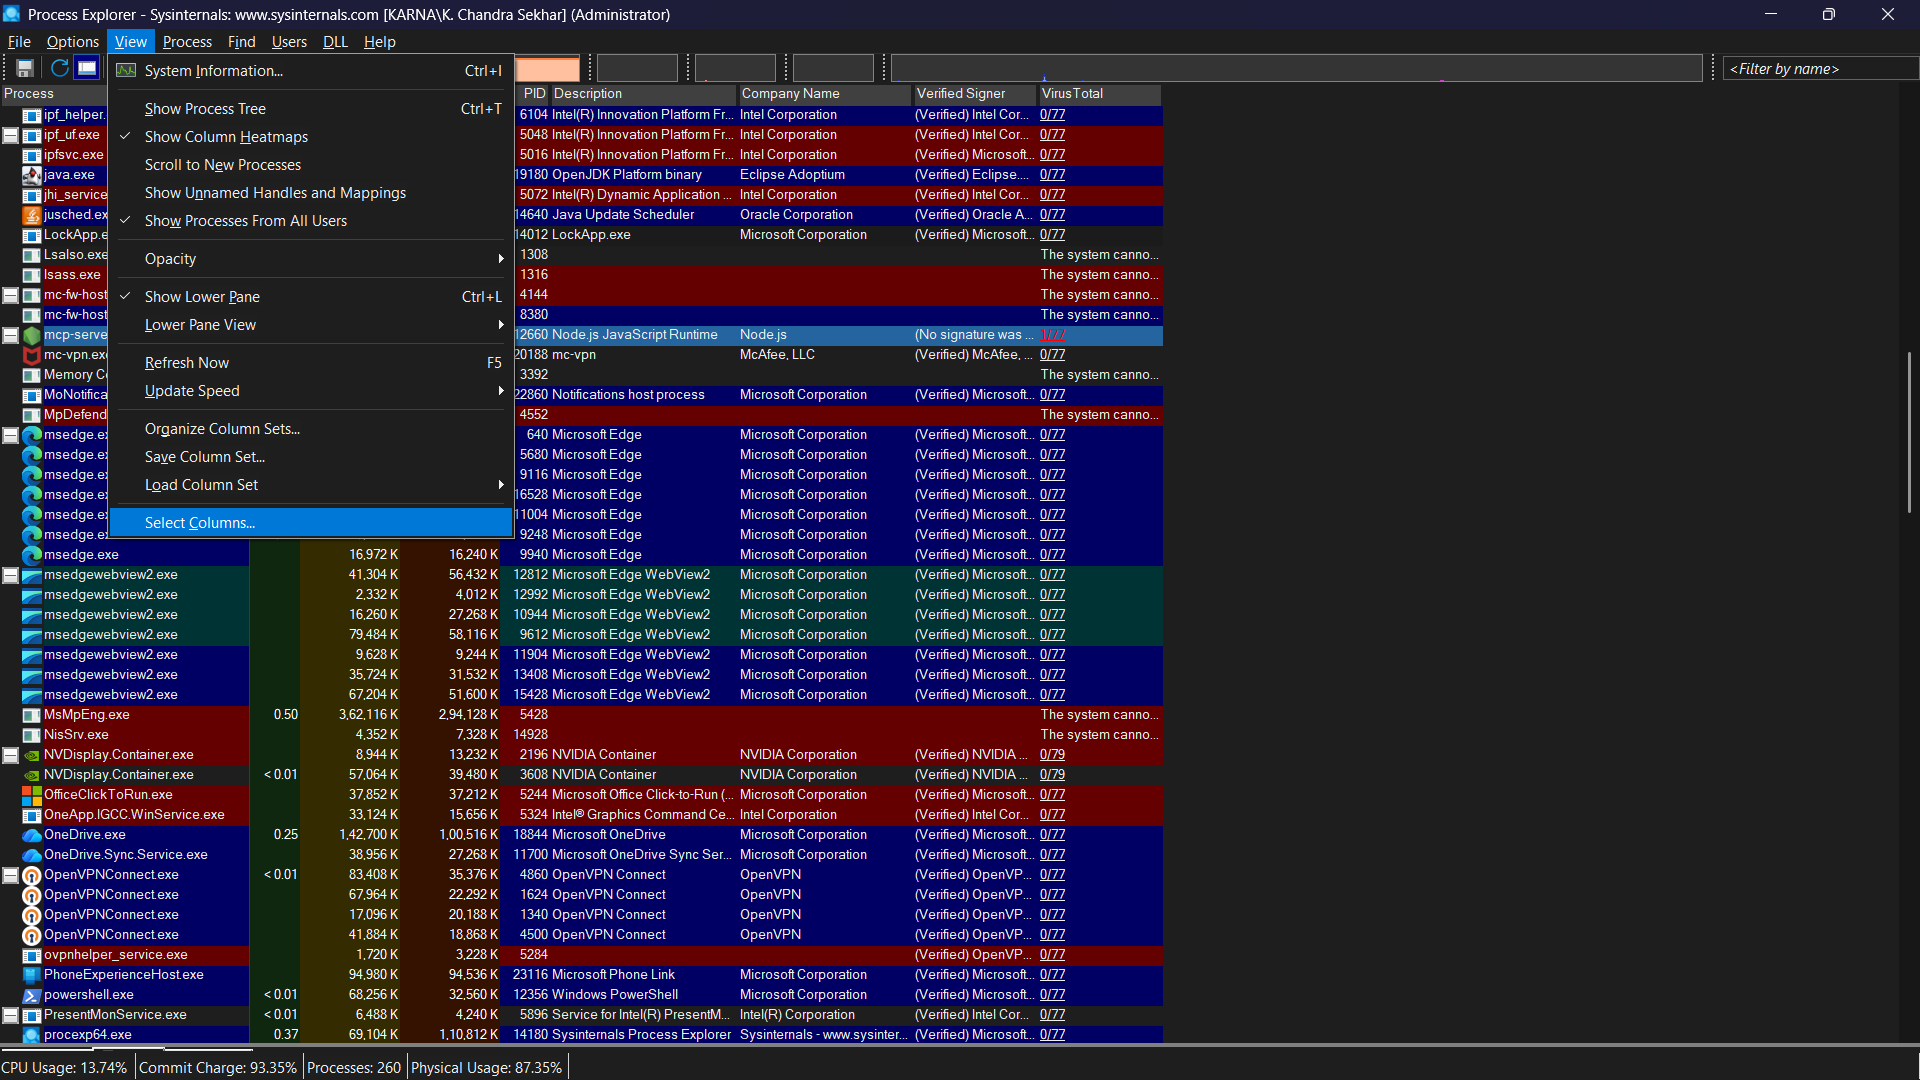 Process Explorer - Sysinternals: www.sysinternals.com [KARNA\K. Chandra Sekhar] (Administrator)
File Options View Process Find Users DLL Help
<Filter by name>
System Information... Ctrl+I
Show Process Tree Ctrl+T
Show Column Heatmaps
Scroll to New Processes
Show Unnamed Handles and Mappings
Show Processes From All Users
Opacity
Show Lower Pane Ctrl+L
Lower Pane View
Refresh Now F5
Update Speed
Organize Column Sets...
Save Column Set...
Load Column Set
Select Columns...
Process PID Description Company Name Verified Signer VirusTotal
ipf_helper. 6104 Intel(R) Innovation Platform Fr... Intel Corporation (Verified) Intel Cor... 0/77
ipf_uf.exe 5048 Intel(R) Innovation Platform Fr... Intel Corporation (Verified) Intel Cor... 0/77
ipfsvc.exe 5016 Intel(R) Innovation Platform Fr... Intel Corporation (Verified) Microsoft... 0/77
java.exe 19180 OpenJDK Platform binary Eclipse Adoptium (Verified) Eclipse.... 0/77
jhi_service 5072 Intel(R) Dynamic Application ... Intel Corporation (Verified) Intel Cor... 0/77
jusched.ex 14640 Java Update Scheduler Oracle Corporation (Verified) Oracle A... 0/77
LockApp.e 14012 LockApp.exe Microsoft Corporation (Verified) Microsoft... 0/77
LsaIso.exe 1308 The system canno...
lsass.exe 1316 The system canno...
mc-fw-host 4144 The system canno...
mc-fw-host 8380 The system canno...
mcp-serve 12660 Node.js JavaScript Runtime Node.js (No signature was ... 1/77
mc-vpn.exe 20188 mc-vpn McAfee, LLC (Verified) McAfee, ... 0/77
Memory Co 3392 The system canno...
MoNotifica 22860 Notifications host process Microsoft Corporation (Verified) Microsoft... 0/77
MpDefend 4552 The system canno...
msedge.ex 640 Microsoft Edge Microsoft Corporation (Verified) Microsoft... 0/77
msedge.ex 5680 Microsoft Edge Microsoft Corporation (Verified) Microsoft... 0/77
msedge.ex 9116 Microsoft Edge Microsoft Corporation (Verified) Microsoft... 0/77
msedge.ex 16528 Microsoft Edge Microsoft Corporation (Verified) Microsoft... 0/77
msedge.ex 11004 Microsoft Edge Microsoft Corporation (Verified) Microsoft... 0/77
msedge.ex 9248 Microsoft Edge Microsoft Corporation (Verified) Microsoft... 0/77
msedge.exe 16,972 K 16,240 K 9940 Microsoft Edge Microsoft Corporation (Verified) Microsoft... 0/77
msedgewebview2.exe 41,304 K 56,432 K 12812 Microsoft Edge WebView2 Microsoft Corporation (Verified) Microsoft... 0/77
msedgewebview2.exe 2,332 K 4,012 K 12992 Microsoft Edge WebView2 Microsoft Corporation (Verified) Microsoft... 0/77
msedgewebview2.exe 16,260 K 27,268 K 10944 Microsoft Edge WebView2 Microsoft Corporation (Verified) Microsoft... 0/77
msedgewebview2.exe 79,484 K 58,116 K 9612 Microsoft Edge WebView2 Microsoft Corporation (Verified) Microsoft... 0/77
msedgewebview2.exe 9,628 K 9,244 K 11904 Microsoft Edge WebView2 Microsoft Corporation (Verified) Microsoft... 0/77
msedgewebview2.exe 35,724 K 31,532 K 13408 Microsoft Edge WebView2 Microsoft Corporation (Verified) Microsoft... 0/77
msedgewebview2.exe 67,204 K 51,600 K 15428 Microsoft Edge WebView2 Microsoft Corporation (Verified) Microsoft... 0/77
MsMpEng.exe 0.50 3,62,116 K 2,94,128 K 5428 The system canno...
NisSrv.exe 4,352 K 7,328 K 14928 The system canno...
NVDisplay.Container.exe 8,944 K 13,232 K 2196 NVIDIA Container NVIDIA Corporation (Verified) NVIDIA ... 0/79
NVDisplay.Container.exe < 0.01 57,064 K 39,480 K 3608 NVIDIA Container NVIDIA Corporation (Verified) NVIDIA ... 0/79
OfficeClickToRun.exe 37,852 K 37,212 K 5244 Microsoft Office Click-to-Run (... Microsoft Corporation (Verified) Microsoft... 0/77
OneApp.IGCC.WinService.exe 33,124 K 15,656 K 5324 Intel® Graphics Command Ce... Intel Corporation (Verified) Intel Cor... 0/77
OneDrive.exe 0.25 1,42,700 K 1,00,516 K 18844 Microsoft OneDrive Microsoft Corporation (Verified) Microsoft... 0/77
OneDrive.Sync.Service.exe 38,956 K 27,268 K 11700 Microsoft OneDrive Sync Ser... Microsoft Corporation (Verified) Microsoft... 0/77
OpenVPNConnect.exe < 0.01 83,408 K 35,376 K 4860 OpenVPN Connect OpenVPN (Verified) OpenVP... 0/77
OpenVPNConnect.exe 67,964 K 22,292 K 1624 OpenVPN Connect OpenVPN (Verified) OpenVP... 0/77
OpenVPNConnect.exe 17,096 K 20,188 K 1340 OpenVPN Connect OpenVPN (Verified) OpenVP... 0/77
OpenVPNConnect.exe 41,884 K 18,868 K 4500 OpenVPN Connect OpenVPN (Verified) OpenVP... 0/77
ovpnhelper_service.exe 1,720 K 3,228 K 5284 (Verified) OpenVP... 0/77
PhoneExperienceHost.exe 94,980 K 94,536 K 23116 Microsoft Phone Link Microsoft Corporation (Verified) Microsoft... 0/77
powershell.exe < 0.01 68,256 K 32,560 K 12356 Windows PowerShell Microsoft Corporation (Verified) Microsoft... 0/77
PresentMonService.exe < 0.01 6,488 K 4,240 K 5896 Service for Intel(R) PresentM... Intel(R) Corporation (Verified) Intel Cor... 0/77
procexp64.exe 0.37 69,104 K 1,10,812 K 14180 Sysinternals Process Explorer Sysinternals - www.sysinter... (Verified) Microsoft... 0/77
CPU Usage: 13.74% Commit Charge: 93.35% Processes: 260 Physical Usage: 87.35%